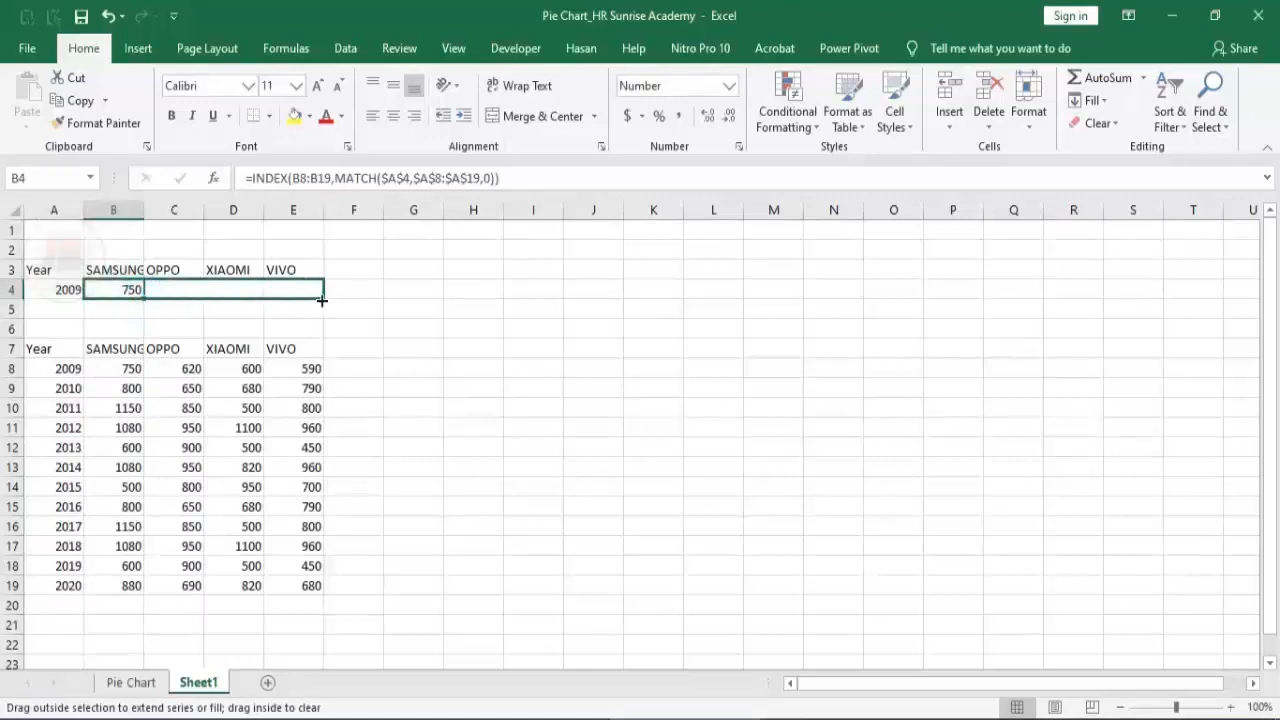 Pie Chart_HR Sunrise Academy - Excel
Sign in
File Home Insert Page Layout Formulas Data Review View Developer Hasan Help Nitro Pro 10 Acrobat Power Pivot Tell me what you want to do Share
Paste
Cut
Copy
Format Painter
Clipboard
Calibri 11
B I U
Font
Wrap Text
Merge & Center
Alignment
Number
$ %
Number
Conditional Formatting
Format as Table
Cell Styles
Styles
Insert Delete Format
Cells
AutoSum
Fill
Clear
Sort & Filter
Find & Select
Editing
B4 fx =INDEX(B8:B19,MATCH($A$4,$A$8:$A$19,0))
A B C D E F G H I J K L M N O P Q R S T U
1
2
3 Year SAMSUNG OPPO XIAOMI VIVO
4 2009 750
5
6
7 Year SAMSUNG OPPO XIAOMI VIVO
8 2009 750 620 600 590
9 2010 800 650 680 790
10 2011 1150 850 500 800
11 2012 1080 950 1100 960
12 2013 600 900 500 450
13 2014 1080 950 820 960
14 2015 500 800 950 700
15 2016 800 650 680 790
16 2017 1150 850 500 800
17 2018 1080 950 1100 960
18 2019 600 900 500 450
19 2020 880 690 820 680
20
21
22
23
Pie Chart Sheet1
Drag outside selection to extend series or fill; drag inside to clear 100%